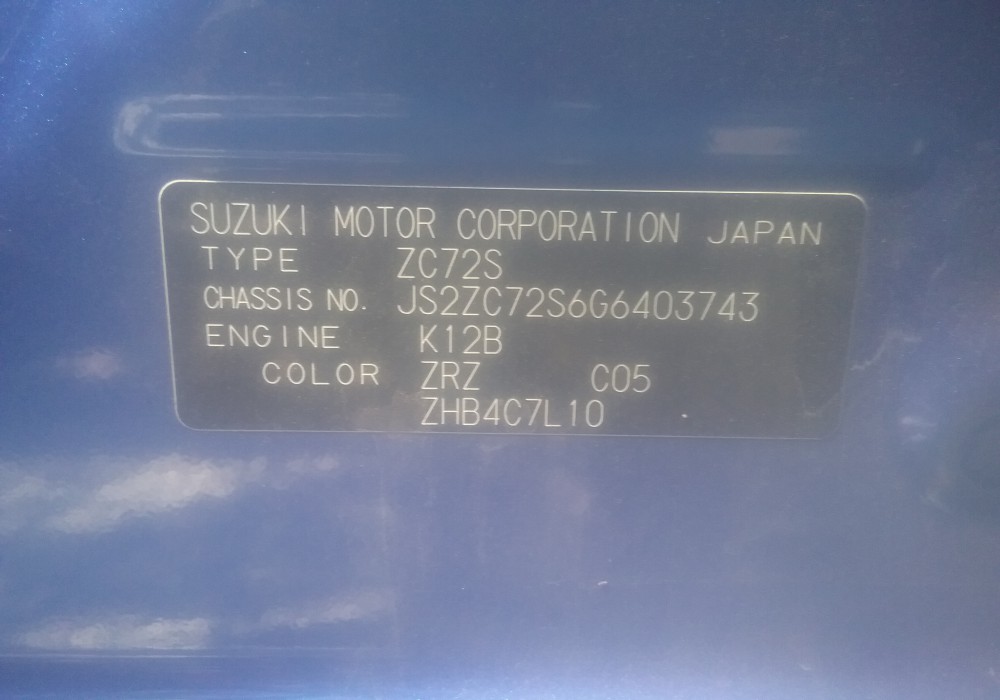 SUZUKI MOTOR CORPORATION JAPAN
TYPE ZC72S
CHASSIS NO. JS2ZC72S6G6403743
ENGINE K12B
COLOR ZRZ C05
ZHB4C7L10